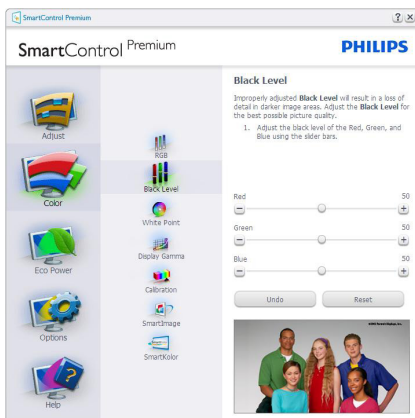 SmartControl Premium
? ×
SmartControl Premium
PHILIPS
Adjust
Color
Eco Power
Options
Help
RGB
Black Level
White Point
Display Gamma
Calibration
SmartImage
SmartKolor
Black Level
Improperly adjusted Black Level will result in a loss of
detail in darker image areas. Adjust the Black Level for
the best possible picture quality.
1. Adjust the black level of the Red, Green, and
Blue using the slider bars.
Red 50
Green 50
Blue 50
Undo Reset